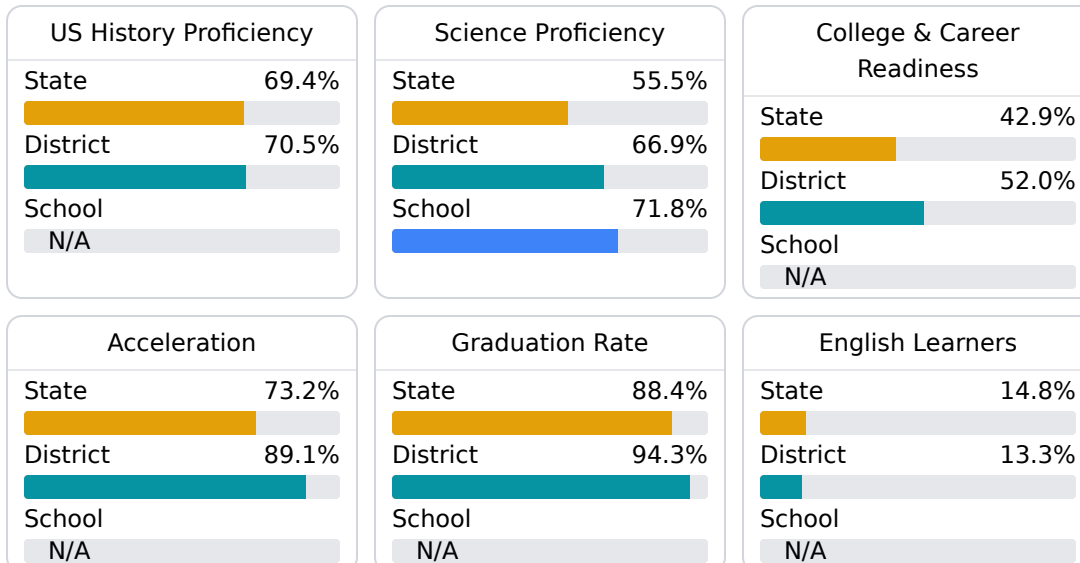 US History Proficiency
State 69.4%
District 70.5%
School
N/A
Science Proficiency
State 55.5%
District 66.9%
School 71.8%
College & Career
Readiness
State 42.9%
District 52.0%
School
N/A
Acceleration
State 73.2%
District 89.1%
School
N/A
Graduation Rate
State 88.4%
District 94.3%
School
N/A
English Learners
State 14.8%
District 13.3%
School
N/A